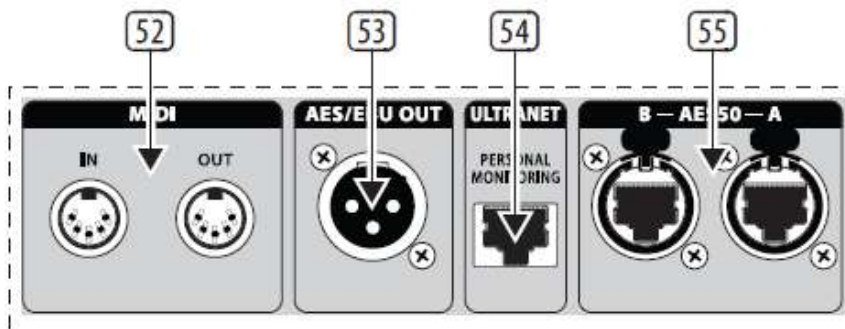 52 53 54 55
MIDI AES/EBU OUT ULTRANET B — AES50 — A
IN OUT PERSONAL
MONITORING